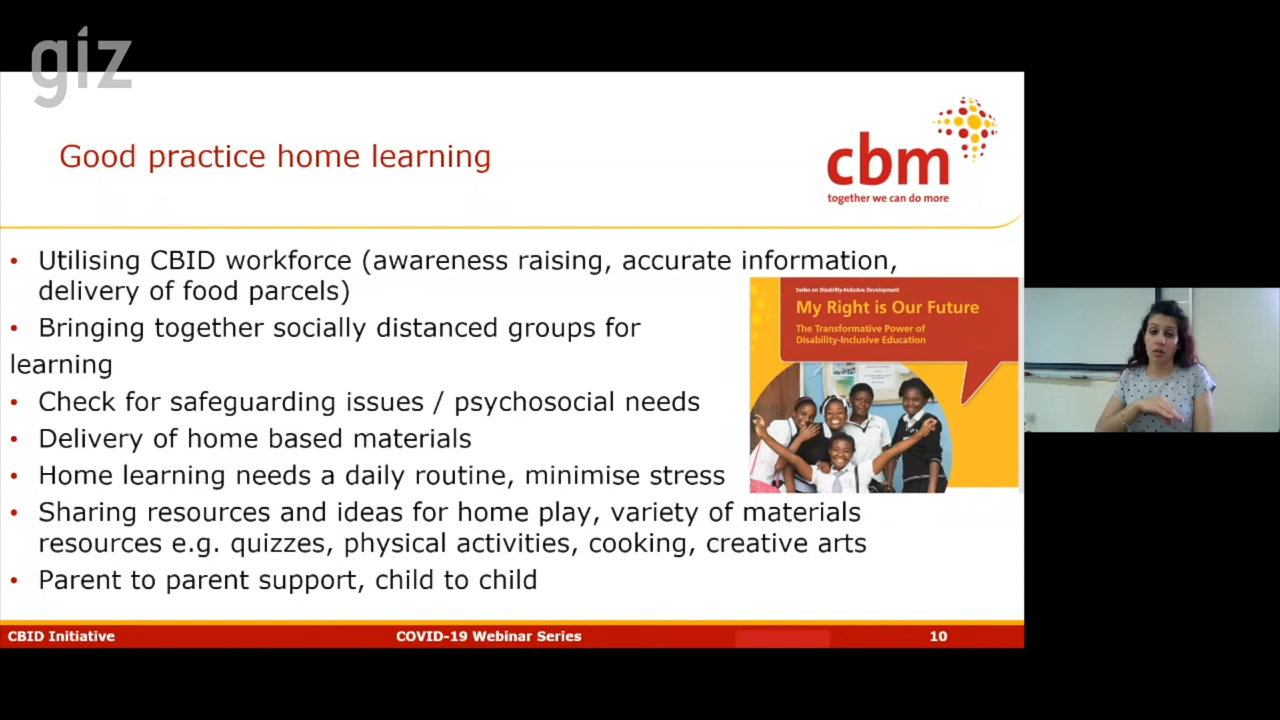 giz
Good practice home learning
cbm
together we can do more
• Utilising CBID workforce (awareness raising, accurate information,
delivery of food parcels)
• Bringing together socially distanced groups for
learning
• Check for safeguarding issues / psychosocial needs
• Delivery of home based materials
• Home learning needs a daily routine, minimise stress
• Sharing resources and ideas for home play, variety of materials
resources e.g. quizzes, physical activities, cooking, creative arts
• Parent to parent support, child to child
Series on Disability-Inclusive Development
My Right is Our Future
The Transformative Power of
Disability-Inclusive Education
CBID Initiative
COVID-19 Webinar Series
10